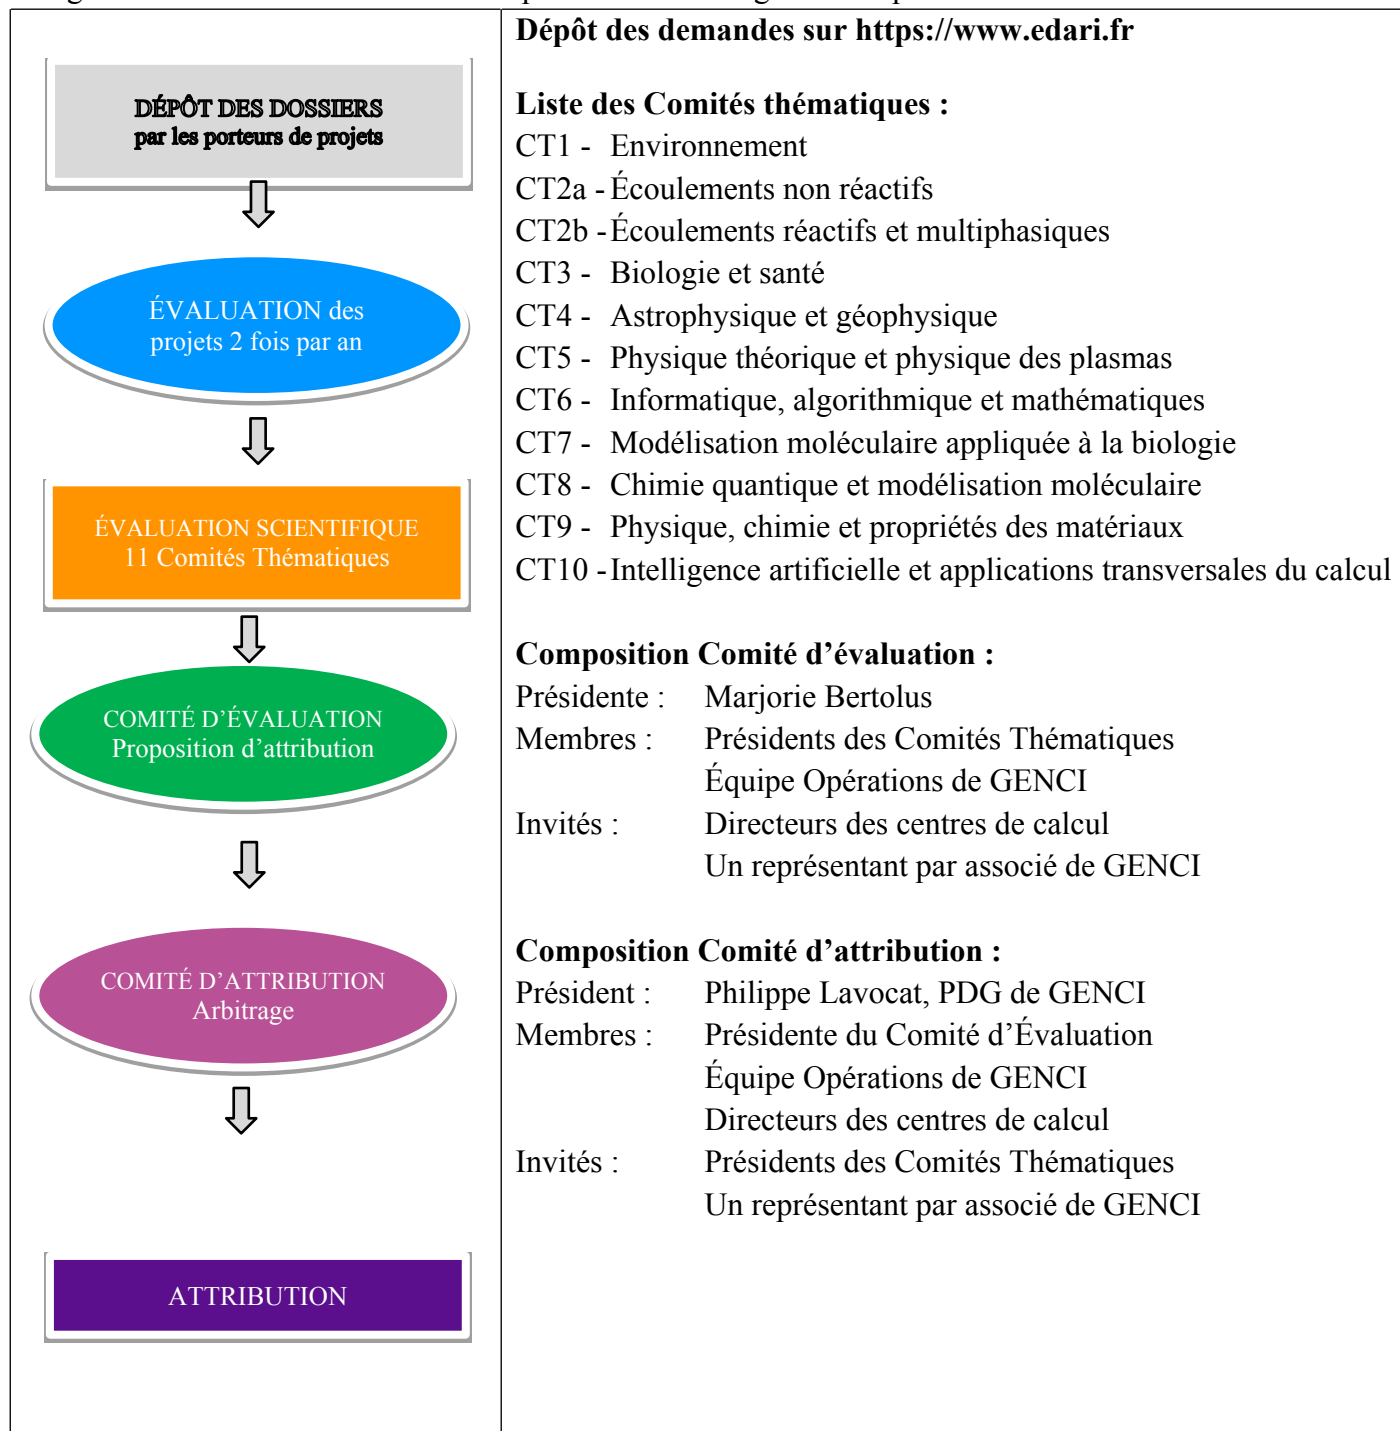 DÉPÔT DES DOSSIERS
par les porteurs de projets
ÉVALUATION des
projets 2 fois par an
ÉVALUATION SCIENTIFIQUE
11 Comités Thématiques
COMITÉ D'ÉVALUATION
Proposition d'attribution
COMITÉ D'ATTRIBUTION
Arbitrage
ATTRIBUTION
Dépôt des demandes sur https://www.edari.fr
Liste des Comités thématiques :
CT1 - Environnement
CT2a - Écoulements non réactifs
CT2b - Écoulements réactifs et multiphasiques
CT3 - Biologie et santé
CT4 - Astrophysique et géophysique
CT5 - Physique théorique et physique des plasmas
CT6 - Informatique, algorithmique et mathématiques
CT7 - Modélisation moléculaire appliquée à la biologie
CT8 - Chimie quantique et modélisation moléculaire
CT9 - Physique, chimie et propriétés des matériaux
CT10 - Intelligence artificielle et applications transversales du calcul
Composition Comité d'évaluation :
Présidente : Marjorie Bertolus
Membres : Présidents des Comités Thématiques
Équipe Opérations de GENCI
Invités : Directeurs des centres de calcul
Un représentant par associé de GENCI
Composition Comité d'attribution :
Président : Philippe Lavocat, PDG de GENCI
Membres : Présidente du Comité d'Évaluation
Équipe Opérations de GENCI
Directeurs des centres de calcul
Invités : Présidents des Comités Thématiques
Un représentant par associé de GENCI